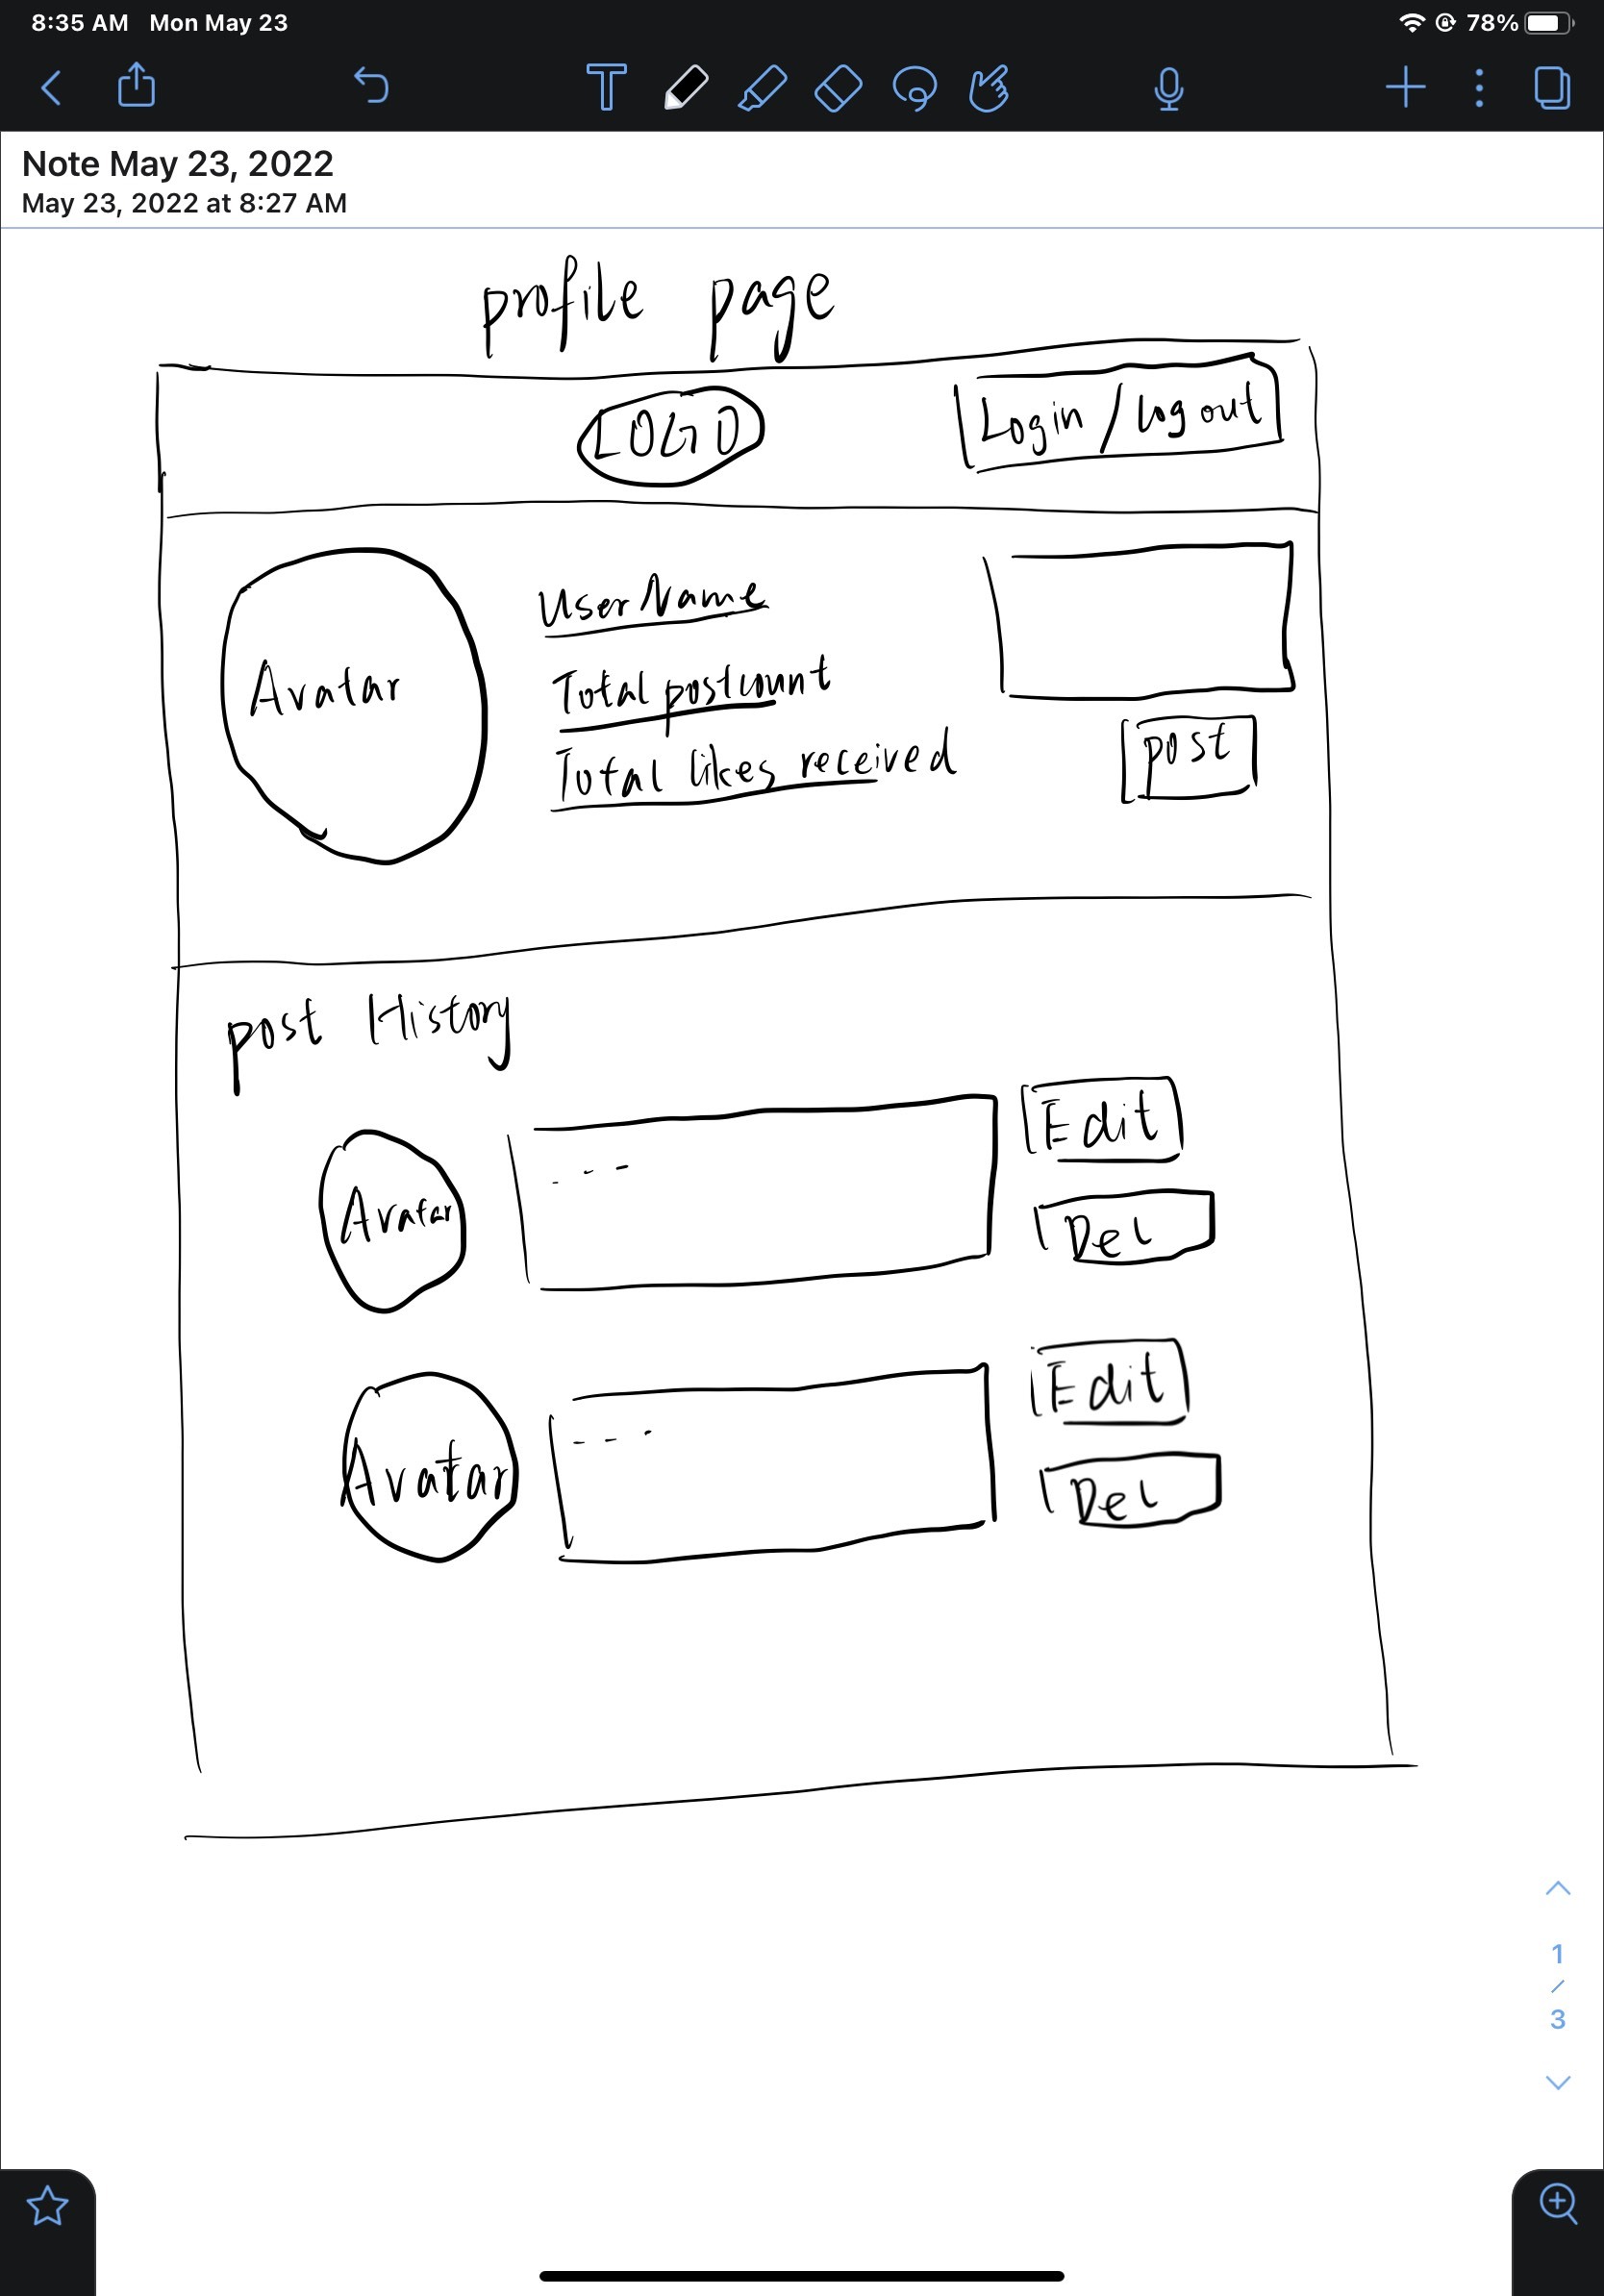 8:35 AM Mon May 23
78%
Note May 23, 2022
May 23, 2022 at 8:27 AM
profile page
LOGO
Login / Log out
Avatar
User Name
Total postcount
Total likes received
post
post History
Avatar
- - -
Edit
Del
Avatar
- - -
Edit
Del
1
/
3